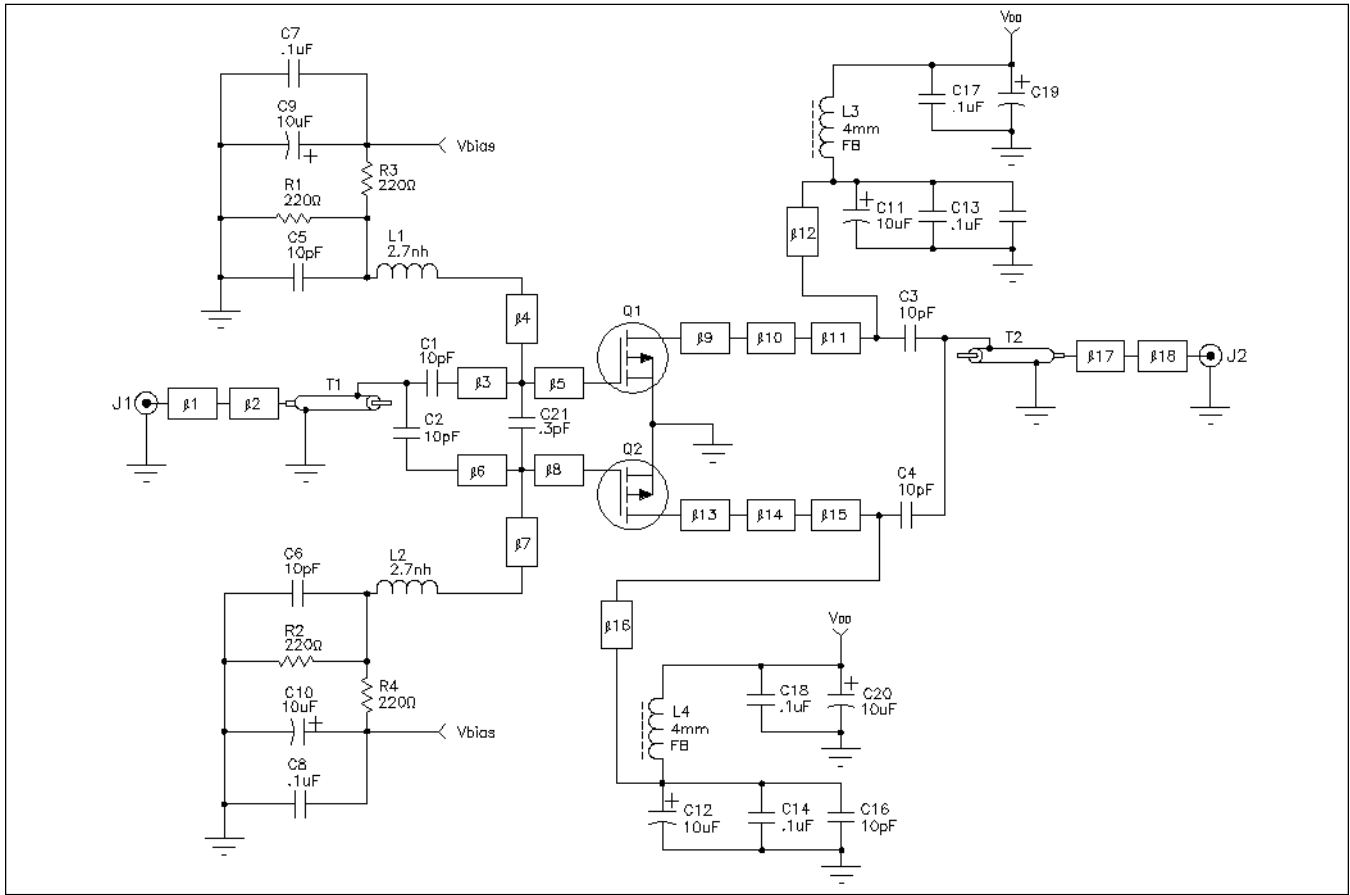 C7
.1uF
C9
10uF
+
Vbias
R3
220Ω
R1
220Ω
C5
10pF
L1
2.7nh
VDD
L3
4mm
FB
C17
.1uF
+
C19
+
C11
10uF
C13
.1uF
β12
β4
Q1
β9
β10
β11
C3
10pF
T2
β17
β18
J2
C1
10pF
β3
β5
J1
β1
β2
T1
C2
10pF
C21
.3pF
β6
β8
Q2
β13
β14
β15
C4
10pF
β7
C6
10pF
L2
2.7nh
R2
220Ω
R4
220Ω
C10
10uF
+
Vbias
C8
.1uF
β16
VDD
L4
4mm
FB
C18
.1uF
+
C20
10uF
+
C12
10uF
C14
.1uF
C16
10pF